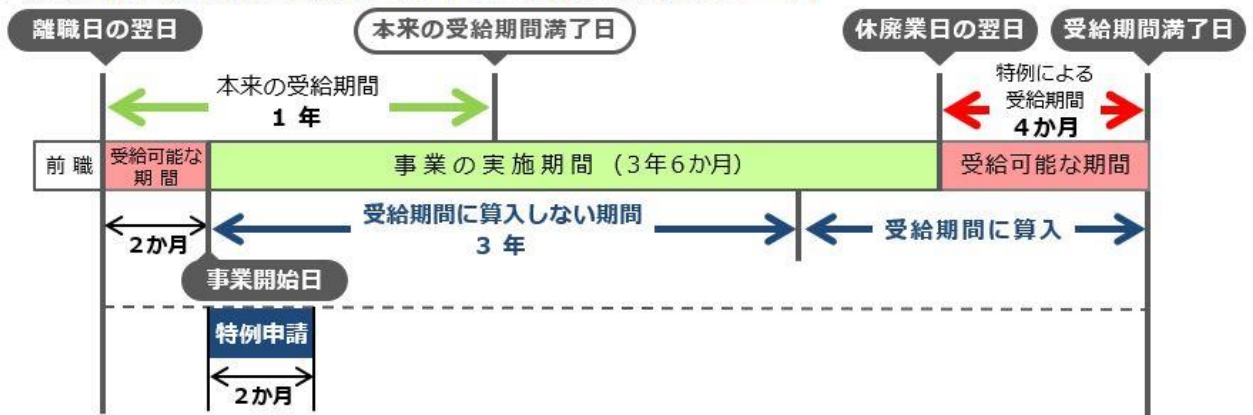 離職日の翌日
本来の受給期間満了日
休廃業日の翌日
受給期間満了日
本来の受給期間
1 年
特例による
受給期間
4か月
前職
受給可能な
期間
事業の実施期間 (3年6か月)
受給可能な期間
2か月
受給期間に算入しない期間
3 年
受給期間に算入
事業開始日
特例申請
2か月